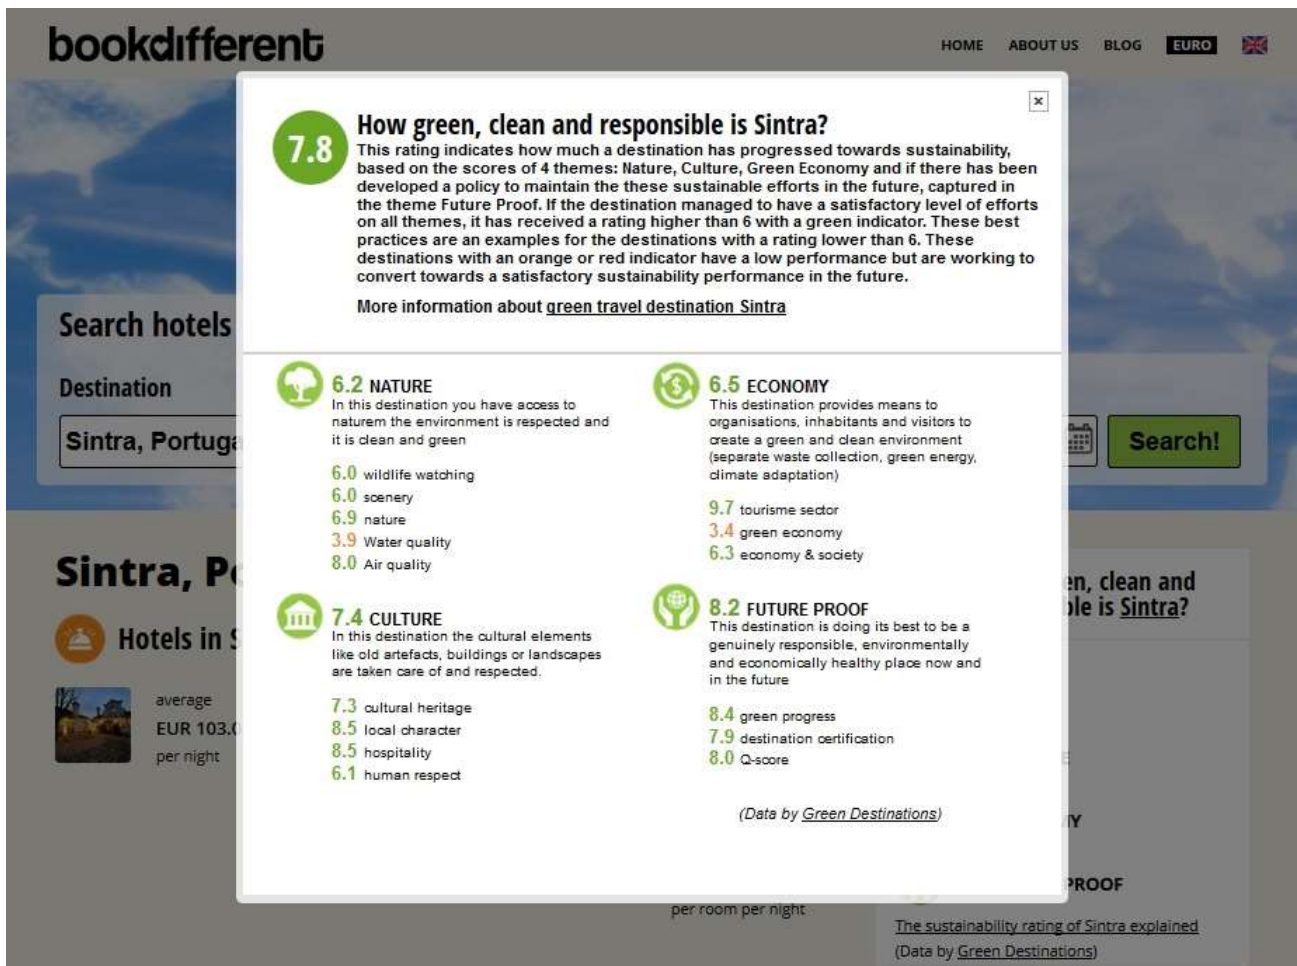 bookdifferent
HOME ABOUT US BLOG EURO
7.8
How green, clean and responsible is Sintra?
This rating indicates how much a destination has progressed towards sustainability,
based on the scores of 4 themes: Nature, Culture, Green Economy and if there has been
developed a policy to maintain the these sustainable efforts in the future, captured in
the theme Future Proof. If the destination managed to have a satisfactory level of efforts
on all themes, it has received a rating higher than 6 with a green indicator. These best
practices are an examples for the destinations with a rating lower than 6. These
destinations with an orange or red indicator have a low performance but are working to
convert towards a satisfactory sustainability performance in the future.
More information about green travel destination Sintra
Search hotels
Destination
Sintra, Portuga
Search!
6.2 NATURE
In this destination you have access to
naturem the environment is respected and
it is clean and green
6.0 wildlife watching
6.0 scenery
6.9 nature
3.9 Water quality
8.0 Air quality
6.5 ECONOMY
This destination provides means to
organisations, inhabitants and visitors to
create a green and clean environment
(separate waste collection, green energy,
climate adaptation)
9.7 tourisme sector
3.4 green economy
6.3 economy & society
7.4 CULTURE
In this destination the cultural elements
like old artefacts, buildings or landscapes
are taken care of and respected.
7.3 cultural heritage
8.5 local character
8.5 hospitality
6.1 human respect
8.2 FUTURE PROOF
This destination is doing its best to be a
genuinely responsible, environmentally
and economically healthy place now and
in the future
8.4 green progress
7.9 destination certification
8.0 Q-score
(Data by Green Destinations)
Sintra, P
Hotels in S
average
EUR 103.0
per night
per room per night
en, clean and
ble is Sintra?
E
MY
PROOF
The sustainability rating of Sintra explained
(Data by Green Destinations)